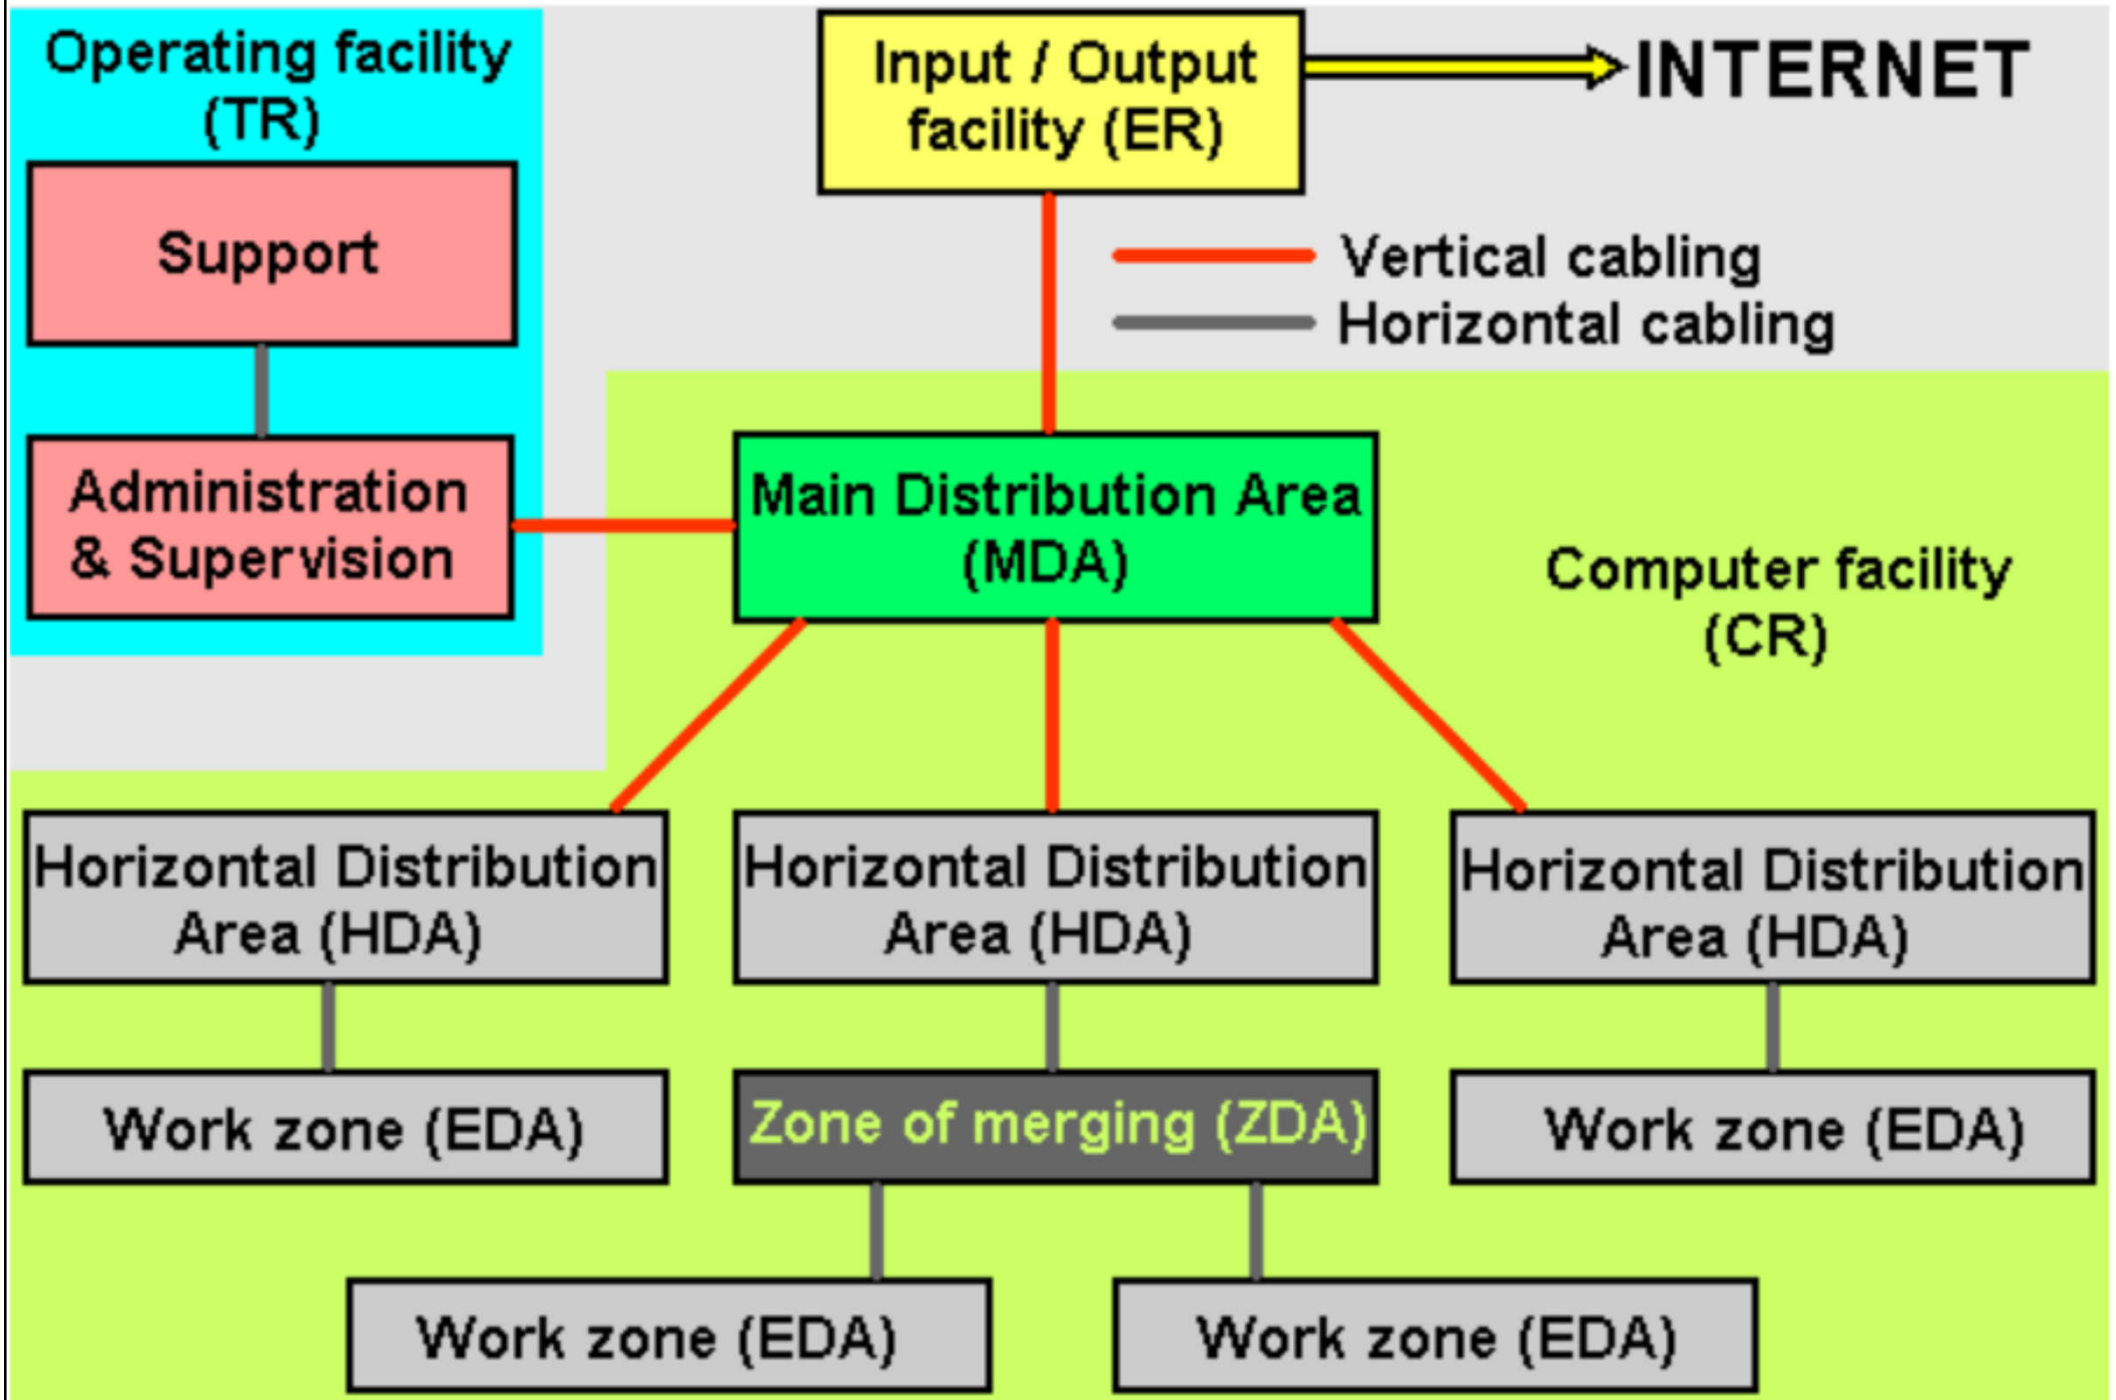 Operating facility
(TR)
Support
Administration
& Supervision
Input / Output
facility (ER)
INTERNET
Vertical cabling
Horizontal cabling
Main Distribution Area
(MDA)
Computer facility
(CR)
Horizontal Distribution
Area (HDA)
Horizontal Distribution
Area (HDA)
Horizontal Distribution
Area (HDA)
Work zone (EDA)
Zone of merging (ZDA)
Work zone (EDA)
Work zone (EDA)
Work zone (EDA)